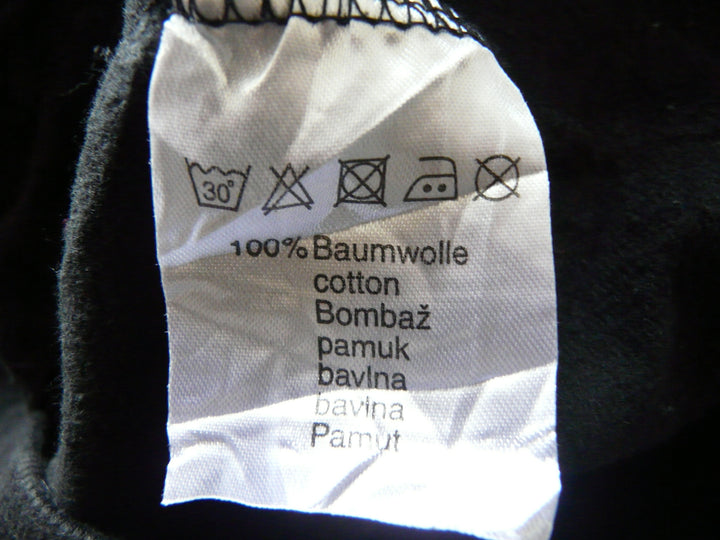 30°
100% Baumwolle
cotton
Bombaž
pamuk
bavlna
bavlna
Pamut